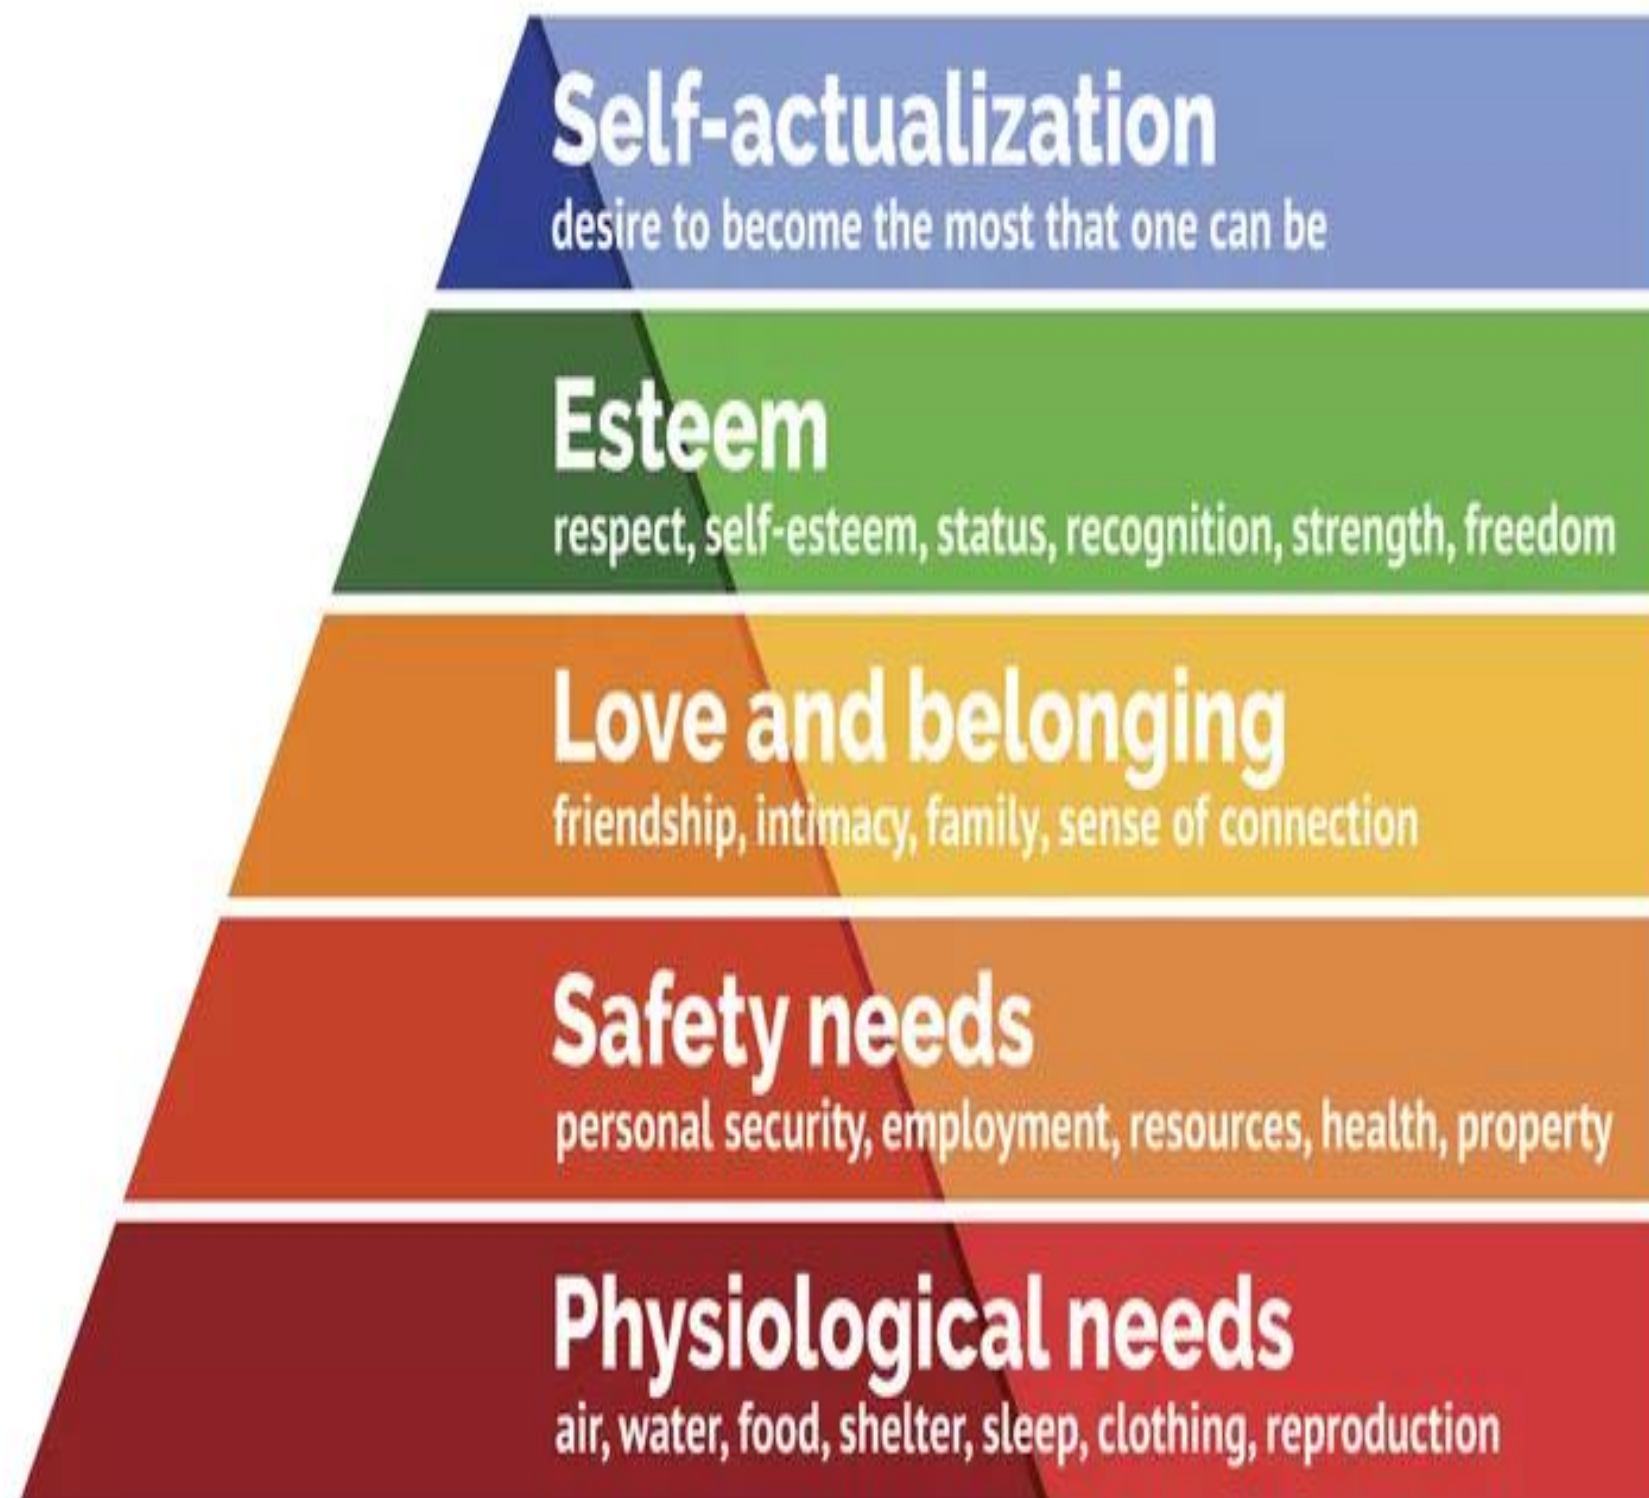 Self-actualization
desire to become the most that one can be
Esteem
respect, self-esteem, status, recognition, strength, freedom
Love and belonging
friendship, intimacy, family, sense of connection
Safety needs
personal security, employment, resources, health, property
Physiological needs
air, water, food, shelter, sleep, clothing, reproduction